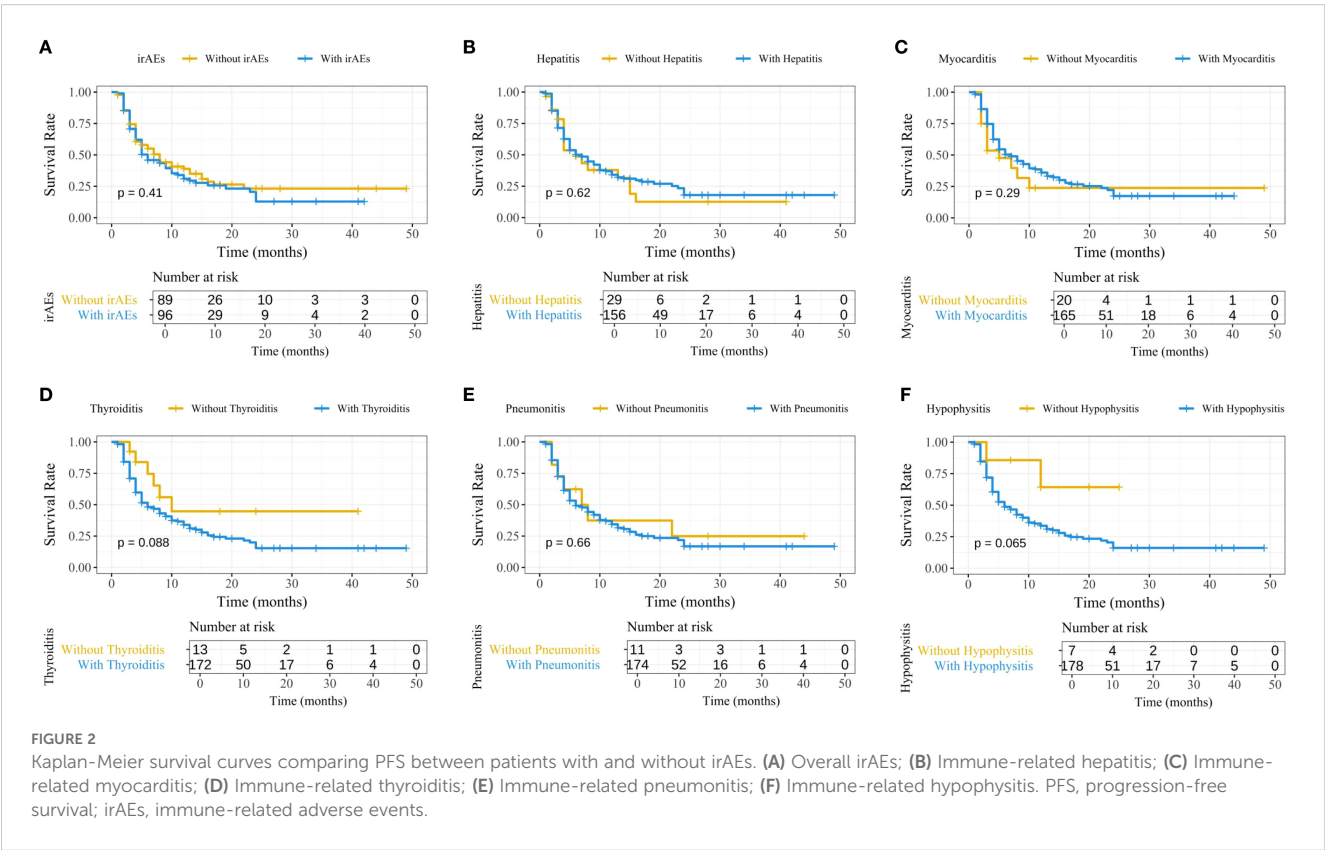 A
irAEs Without irAEs With irAEs
1.00
0.75
0.50
0.25
0.00
Survival Rate
p = 0.41
0 10 20 30 40 50
Time (months)
Number at risk
irAEs
Without irAEs 89 26 10 3 3 0
With irAEs 96 29 9 4 2 0
0 10 20 30 40 50
Time (months)
B
Hepatitis Without Hepatitis With Hepatitis
1.00
0.75
0.50
0.25
0.00
Survival Rate
p = 0.62
0 10 20 30 40 50
Time (months)
Number at risk
Hepatitis
Without Hepatitis 29 6 2 1 1 0
With Hepatitis 156 49 17 6 4 0
0 10 20 30 40 50
Time (months)
C
Myocarditis Without Myocarditis With Myocarditis
1.00
0.75
0.50
0.25
0.00
Survival Rate
p = 0.29
0 10 20 30 40 50
Time (months)
Number at risk
Myocarditis
Without Myocarditis 20 4 1 1 1 0
With Myocarditis 165 51 18 6 4 0
0 10 20 30 40 50
Time (months)
D
Thyroiditis Without Thyroiditis With Thyroiditis
1.00
0.75
0.50
0.25
0.00
Survival Rate
p = 0.088
0 10 20 30 40 50
Time (months)
Number at risk
Thyroiditis
Without Thyroiditis 13 5 2 1 1 0
With Thyroiditis 172 50 17 6 4 0
0 10 20 30 40 50
Time (months)
E
Pneumonitis Without Pneumonitis With Pneumonitis
1.00
0.75
0.50
0.25
0.00
Survival Rate
p = 0.66
0 10 20 30 40 50
Time (months)
Number at risk
Pneumonitis
Without Pneumonitis 11 3 3 1 1 0
With Pneumonitis 174 52 16 6 4 0
0 10 20 30 40 50
Time (months)
F
Hypophysitis Without Hypophysitis With Hypophysitis
1.00
0.75
0.50
0.25
0.00
Survival Rate
p = 0.065
0 10 20 30 40 50
Time (months)
Number at risk
Hypophysitis
Without Hypophysitis 7 4 2 0 0 0
With Hypophysitis 178 51 17 7 5 0
0 10 20 30 40 50
Time (months)
FIGURE 2
Kaplan-Meier survival curves comparing PFS between patients with and without irAEs. (A) Overall irAEs; (B) Immune-related hepatitis; (C) Immune-
related myocarditis; (D) Immune-related thyroiditis; (E) Immune-related pneumonitis; (F) Immune-related hypophysitis. PFS, progression-free
survival; irAEs, immune-related adverse events.